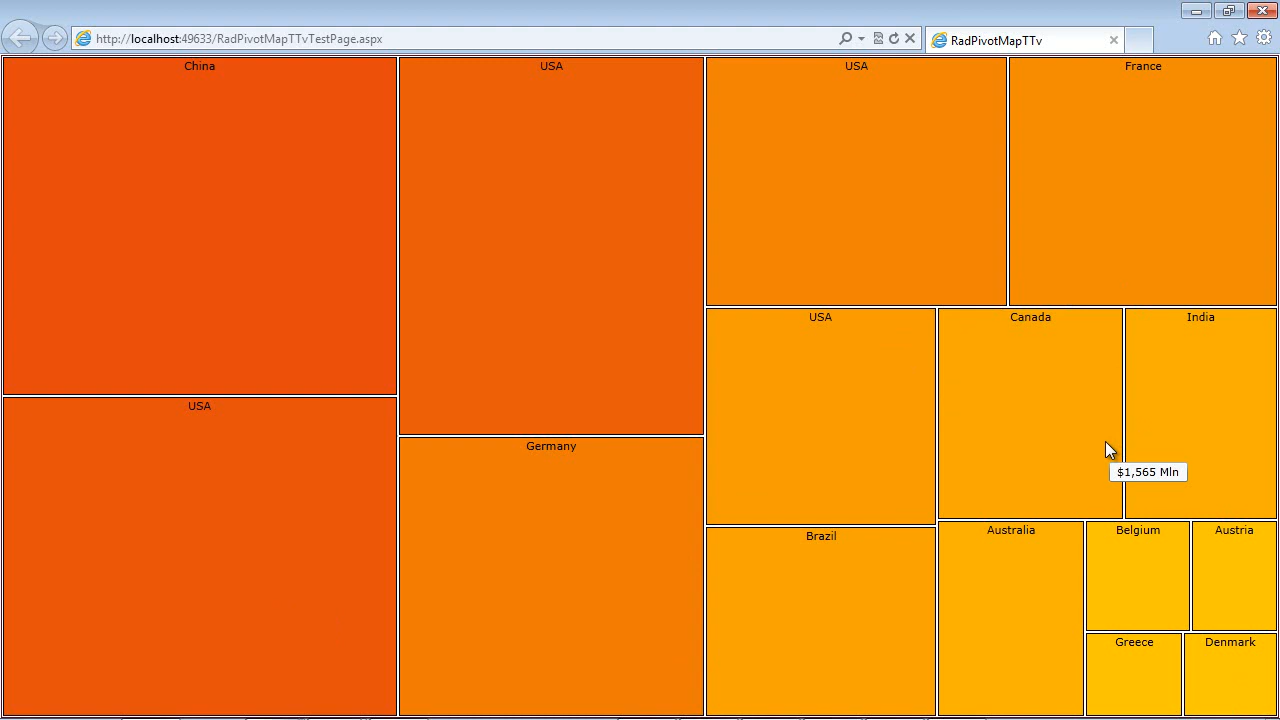 http://localhost:49633/RadPivotMapTTvTestPage.aspx
RadPivotMapTTv
China
USA
USA
France
USA
Canada
India
USA
Germany
$1,565 Mln
Brazil
Australia
Belgium
Austria
Greece
Denmark